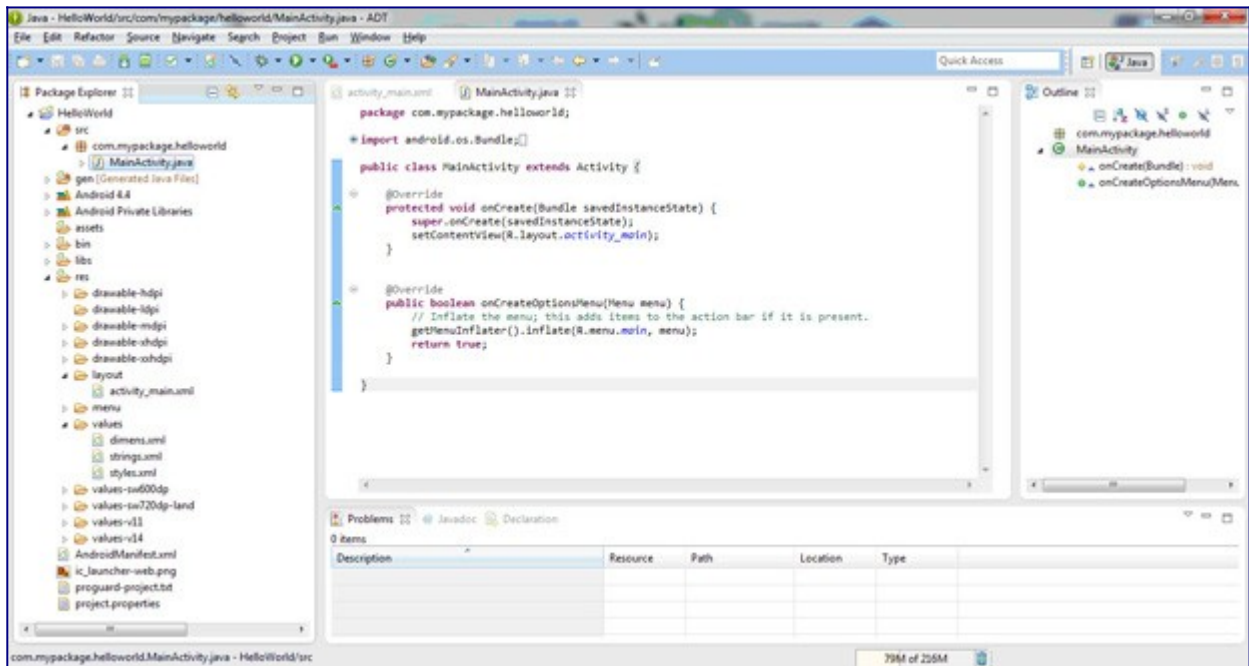 Java - HelloWorld/src/com/mypackage/helloworld/MainActivity.java - ADT
File Edit Refactor Source Navigate Search Project Run Window Help
Quick Access
Java
Package Explorer
HelloWorld
src
com.mypackage.helloworld
MainActivity.java
gen [Generated Java Files]
Android 4.4
Android Private Libraries
assets
bin
libs
res
drawable-hdpi
drawable-ldpi
drawable-mdpi
drawable-xhdpi
drawable-xxhdpi
layout
activity_main.xml
menu
values
dimens.xml
strings.xml
styles.xml
values-sw600dp
values-sw720dp-land
values-v11
values-v14
AndroidManifest.xml
ic_launcher-web.png
proguard-project.txt
project.properties
activity_main.xml MainActivity.java
package com.mypackage.helloworld;
import android.os.Bundle;
public class MainActivity extends Activity {
@Override
protected void onCreate(Bundle savedInstanceState) {
super.onCreate(savedInstanceState);
setContentView(R.layout.activity_main);
}
@Override
public boolean onCreateOptionsMenu(Menu menu) {
// Inflate the menu; this adds items to the action bar if it is present.
getMenuInflater().inflate(R.menu.main, menu);
return true;
}
}
Outline
com.mypackage.helloworld
MainActivity
onCreate(Bundle) : void
onCreateOptionsMenu(Menu
Problems Javadoc Declaration
0 items
Description Resource Path Location Type
com.mypackage.helloworld.MainActivity.java - HelloWorld/src
79M of 216M